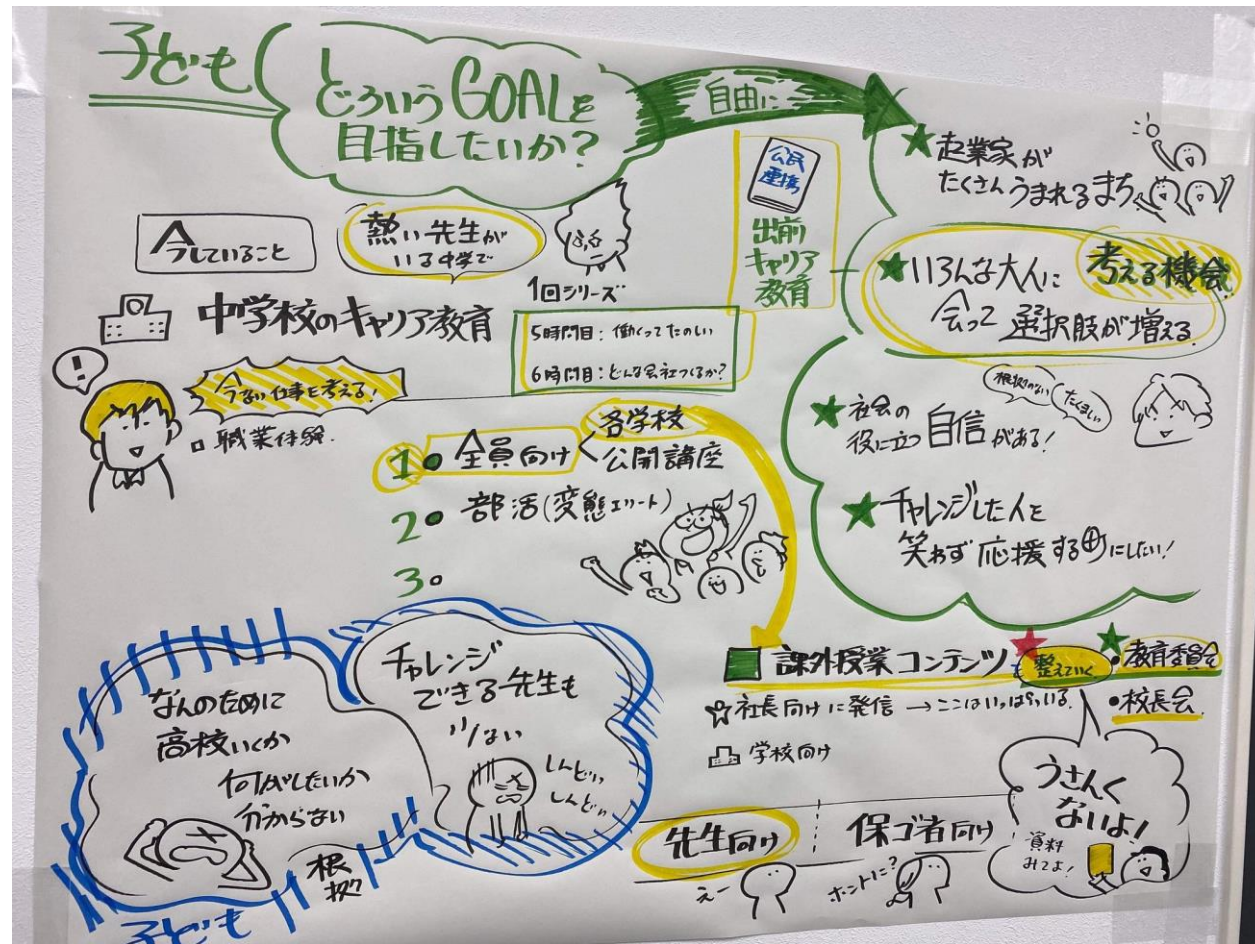 子ども
どういうGOALを
目指したいか？
自由に
★起業家が
たくさんうまれるまち
★いろんな大人に
会って 選択肢が増える
考える機会
★社会の
役に立つ自信がある！
根拠のない
たくましい
★チャレンジした人を
笑わず応援する町にしたい！
公民
連携
出前
キャリア
教育
今していること
熱い先生が
いる中学で
1回シリーズ
中学校のキャリア教育
5時間目：働くってたのしい
6時間目：どんな会社つくるか？
！
今ない仕事を考える！
職業体験
1 全員向け
各学校
公開講座
2 部活（変態エリート）
3
課外授業コンテンツを
整えていく
・教育委員会
・校長会
社長向けに発信 → ここはいっぱいいる
学校向け
先生向け
えー
保ゴ者向け
ホントに？
うさんく
ないよ！
資料
みてよ！
なんのために
高校いくか
何がしたいか
分からない
チャレンジ
できる先生も
少ない
しんどい
しんどい
根拠
子ども